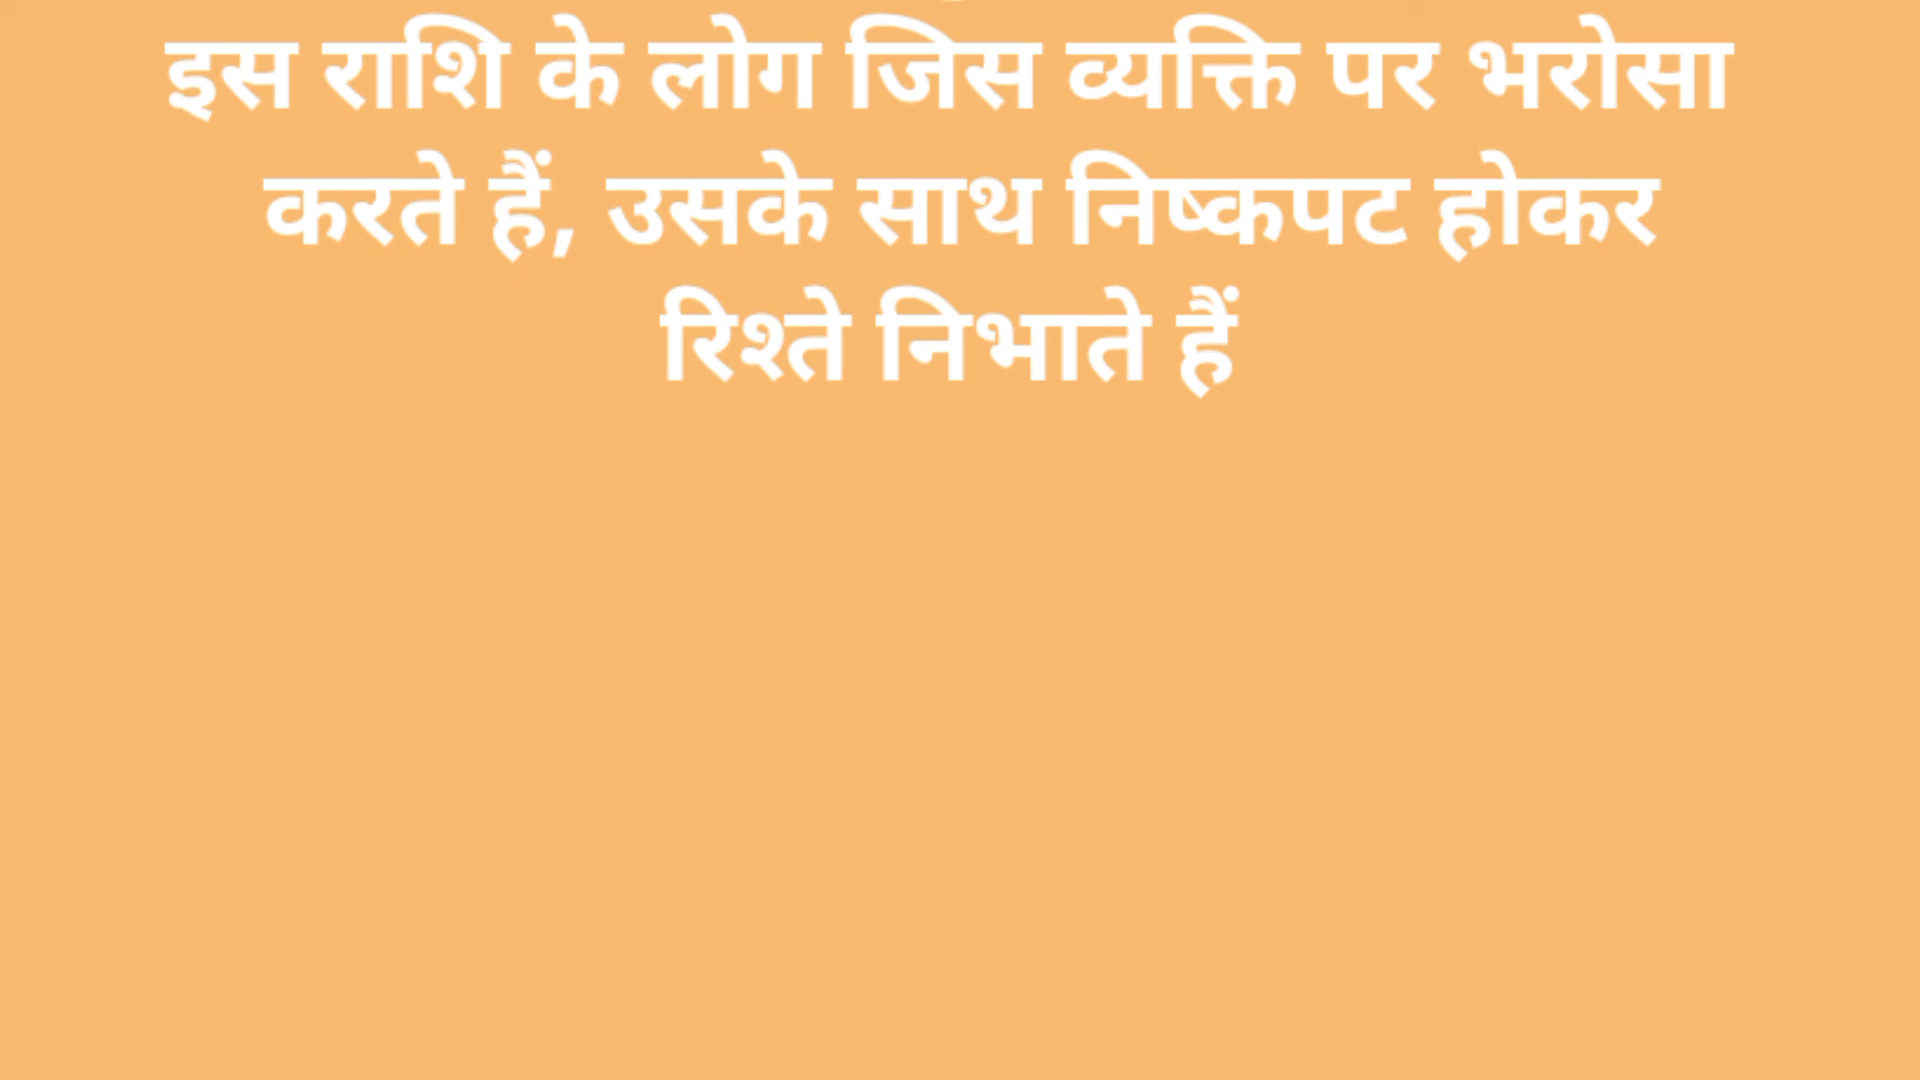 इस राशि के लोग जिस व्यक्ति पर भरोसा
करते हैं, उसके साथ निष्कपट होकर
रिश्ते निभाते हैं